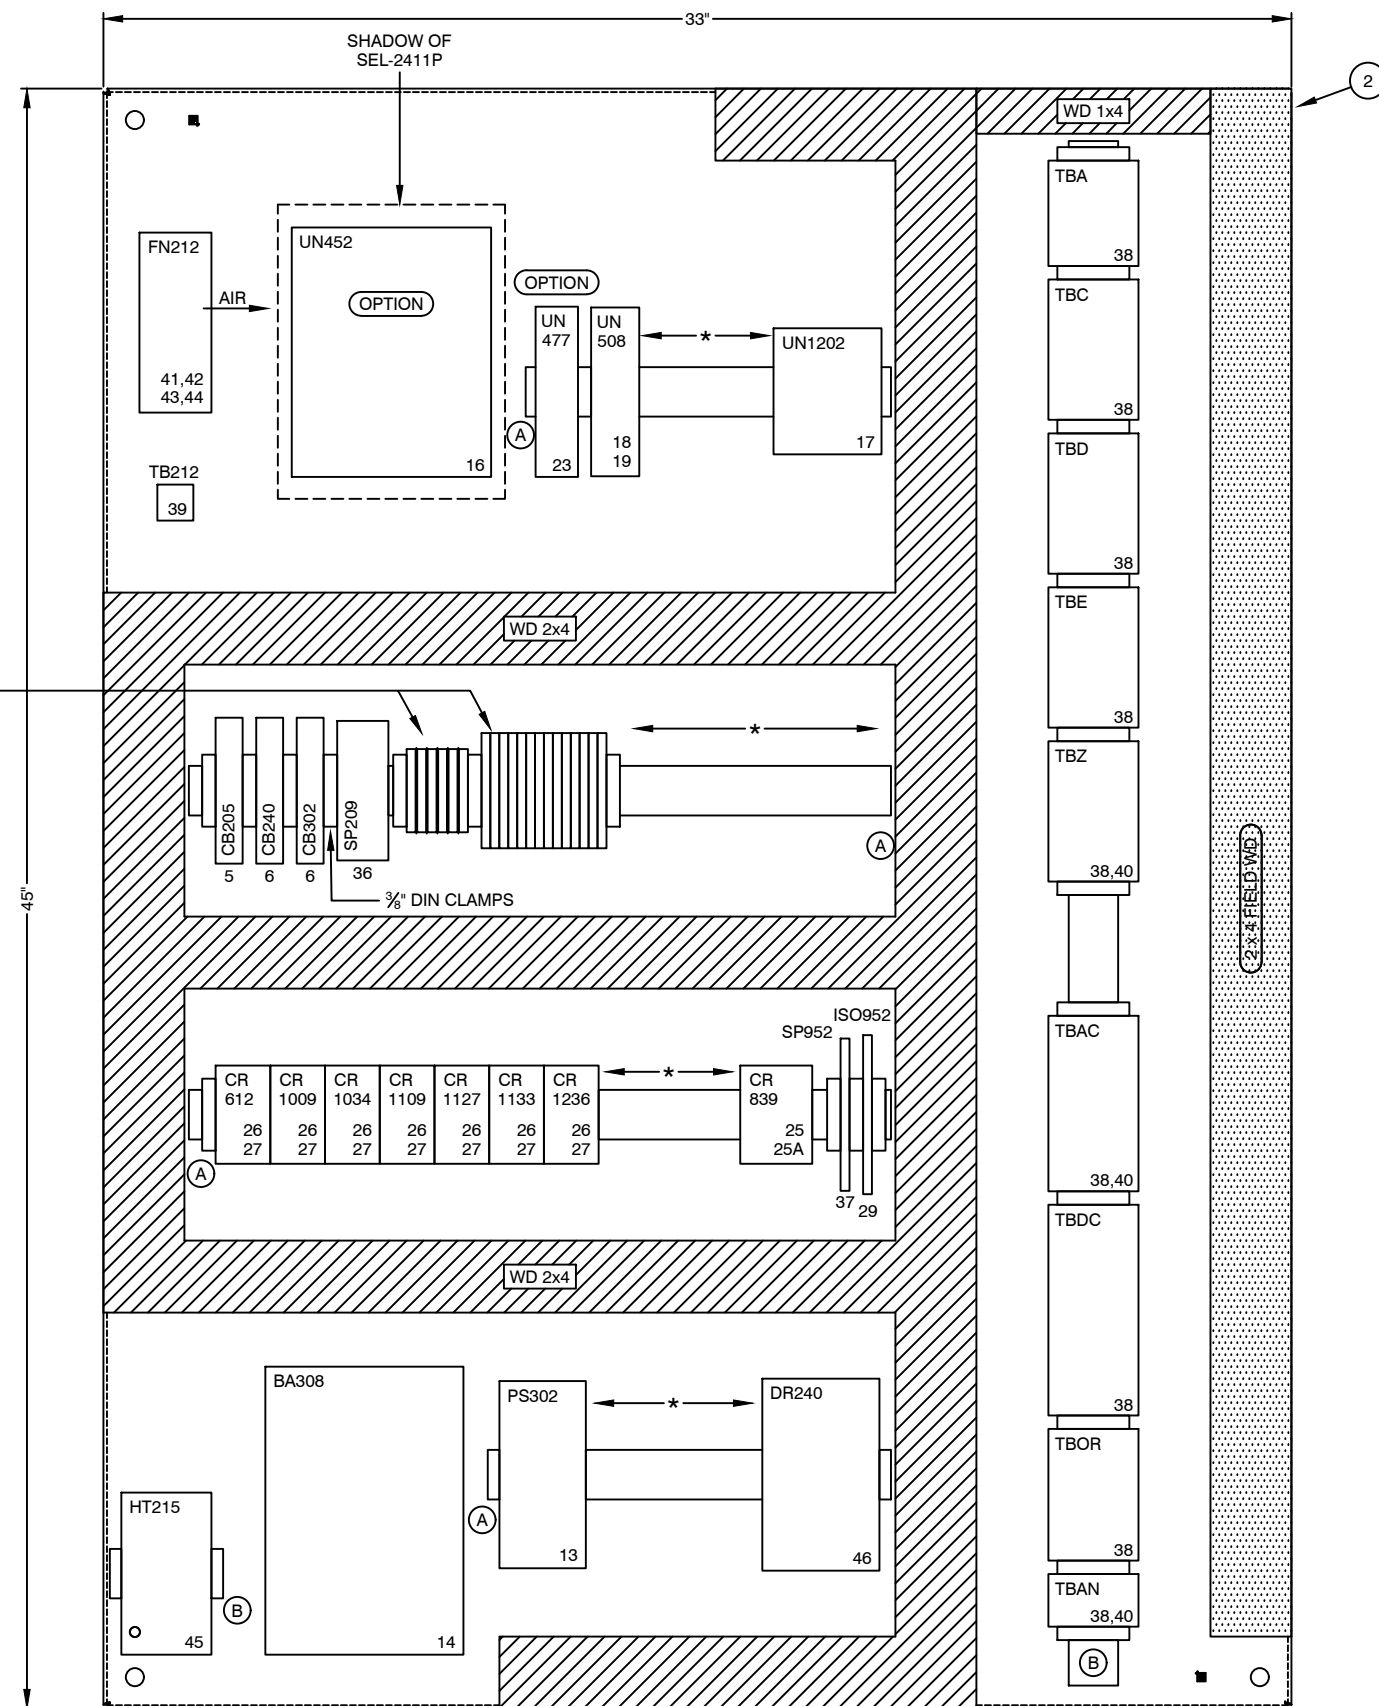 33"
SHADOW OF
SEL-2411P
2
WD 1x4
TBA
38
FN212
41,42
43,44
AIR
UN452
OPTION
16
OPTION
UN
477
23
UN
508
18
19
*
UN1202
17
A
TB212
39
TBC
38
TBD
38
TBE
38
WD 2x4
CB205
5
CB240
6
CB302
6
SP209
36
*
A
⅜" DIN CLAMPS
TBZ
38,40
45"
2 x 4 FIELD WD
ISO952
SP952
CR
612
26
27
CR
1009
26
27
CR
1034
26
27
CR
1109
26
27
CR
1127
26
27
CR
1133
26
27
CR
1236
26
27
*
CR
839
25
25A
A
37
29
TBAC
38,40
WD 2x4
TBDC
38
BA308
14
PS302
13
*
DR240
46
A
HT215
45
B
TBOR
38
TBAN
38,40
B